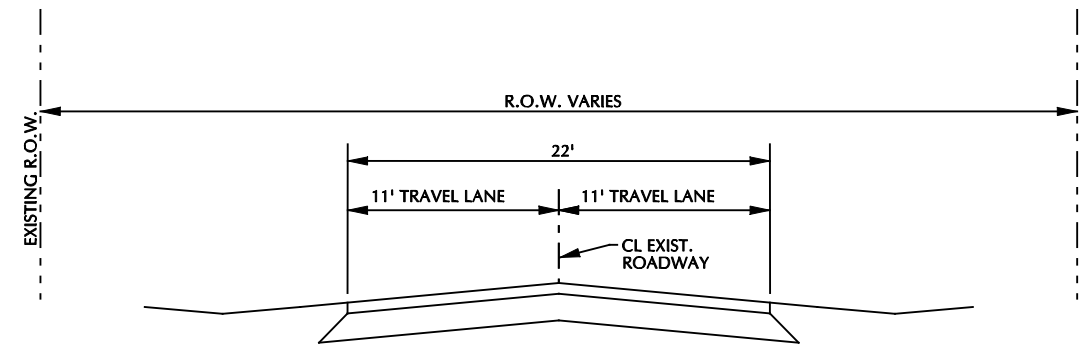 R.O.W. VARIES
EXISTING R.O.W.
22'
11' TRAVEL LANE
11' TRAVEL LANE
CL EXIST.
ROADWAY